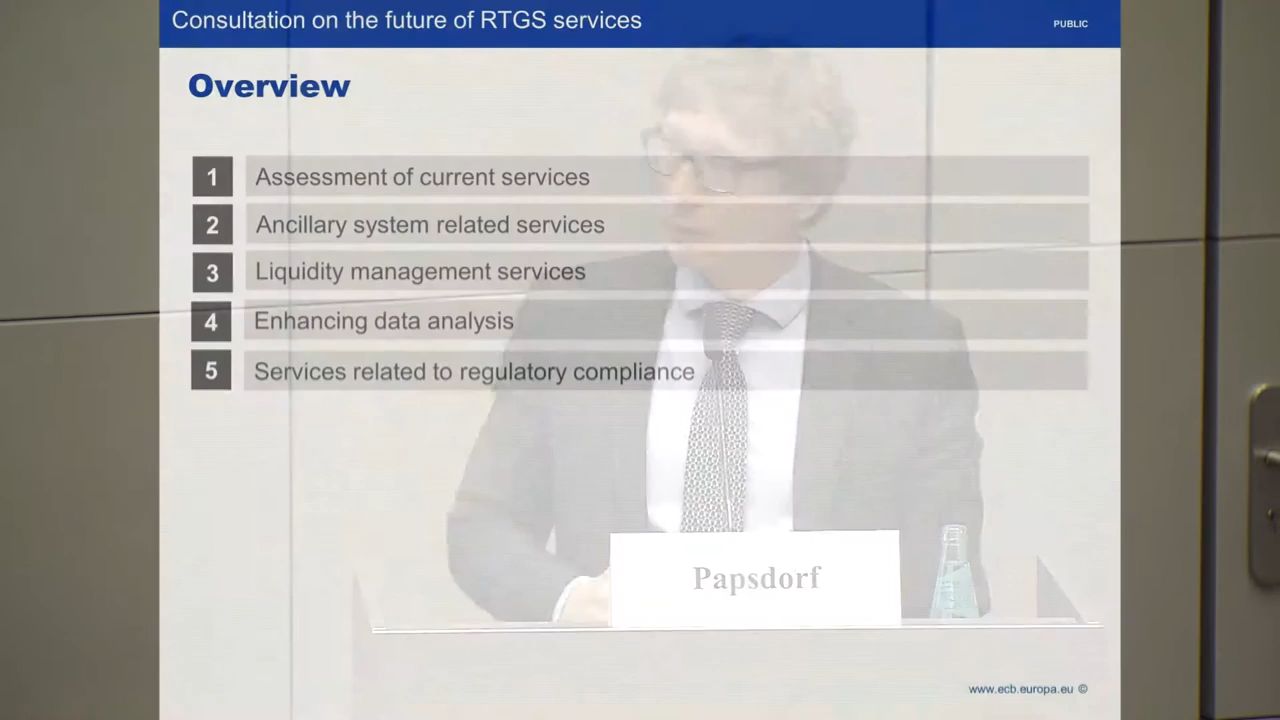 Consultation on the future of RTGS services
PUBLIC
Overview
1 Assessment of current services
2 Ancillary system related services
3 Liquidity management services
4 Enhancing data analysis
5 Services related to regulatory compliance
Papsdorf
www.ecb.europa.eu ©